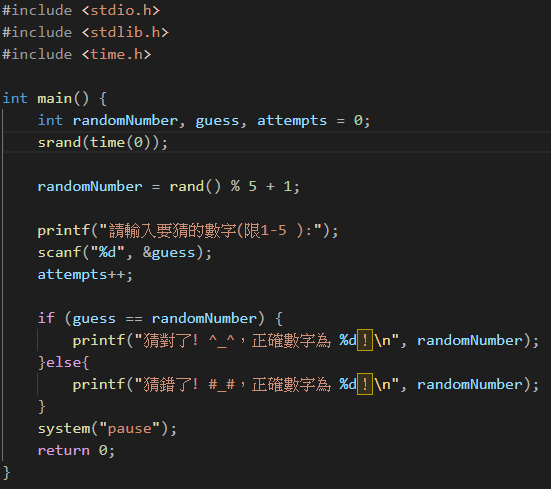 #include <stdio.h>
#include <stdlib.h>
#include <time.h>

int main() {
    int randomNumber, guess, attempts = 0;
    srand(time(0));

    randomNumber = rand() % 5 + 1;

    printf("請輸入要猜的數字(限1-5 ):");
    scanf("%d", &guess);
    attempts++;

    if (guess == randomNumber) {
        printf("猜對了! ^_^，正確數字為 %d！\n", randomNumber);
    }else{
        printf("猜錯了! #_#，正確數字為 %d！\n", randomNumber);
    }
    system("pause");
    return 0;
}